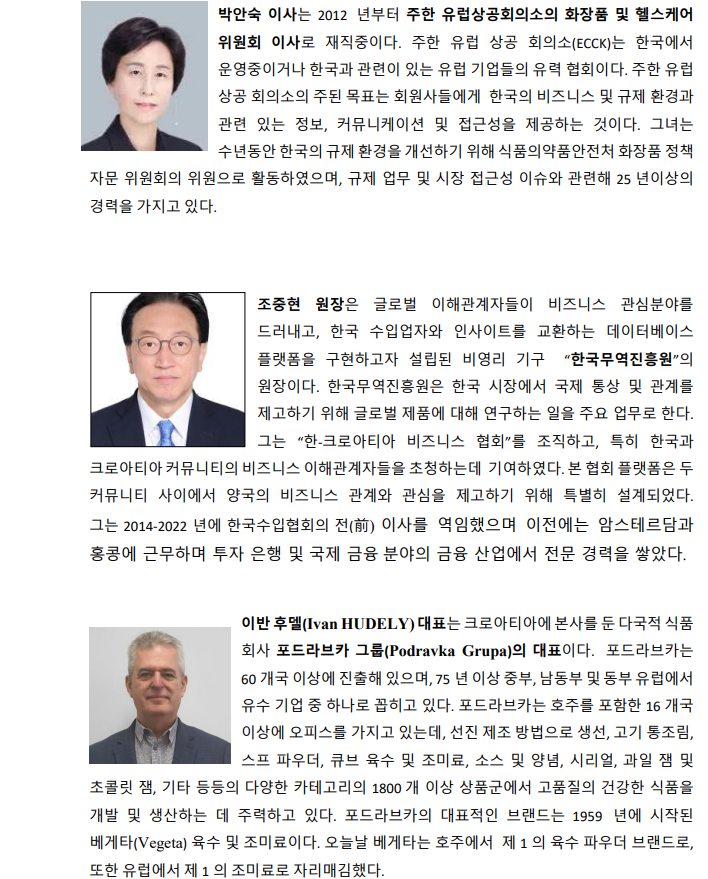 박안숙 이사는 2012 년부터 주한 유럽상공회의소의 화장품 및 헬스케어
위원회 이사로 재직중이다. 주한 유럽 상공 회의소(ECCK)는 한국에서
운영중이거나 한국과 관련이 있는 유럽 기업들의 유력 협회이다. 주한 유럽
상공 회의소의 주된 목표는 회원사들에게 한국의 비즈니스 및 규제 환경과
관련 있는 정보, 커뮤니케이션 및 접근성을 제공하는 것이다. 그녀는
수년동안 한국의 규제 환경을 개선하기 위해 식품의약품안전처 화장품 정책
자문 위원회의 위원으로 활동하였으며, 규제 업무 및 시장 접근성 이슈와 관련해 25 년이상의
경력을 가지고 있다.
조중현 원장은 글로벌 이해관계자들이 비즈니스 관심분야를
드러내고, 한국 수입업자와 인사이트를 교환하는 데이터베이스
플랫폼을 구현하고자 설립된 비영리 기구 “한국무역진흥원”의
원장이다. 한국무역진흥원은 한국 시장에서 국제 통상 및 관계를
제고하기 위해 글로벌 제품에 대해 연구하는 일을 주요 업무로 한다.
그는 “한-크로아티아 비즈니스 협회”를 조직하고, 특히 한국과
크로아티아 커뮤니티의 비즈니스 이해관계자들을 초청하는데 기여하였다. 본 협회 플랫폼은 두
커뮤니티 사이에서 양국의 비즈니스 관계와 관심을 제고하기 위해 특별히 설계되었다.
그는 2014-2022 년에 한국수입협회의 전(前) 이사를 역임했으며 이전에는 암스테르담과
홍콩에 근무하며 투자 은행 및 국제 금융 분야의 금융 산업에서 전문 경력을 쌓았다.
이반 후델(Ivan HUDELY) 대표는 크로아티아에 본사를 둔 다국적 식품
회사 포드라브카 그룹(Podravka Grupa)의 대표이다. 포드라브카는
60 개국 이상에 진출해 있으며, 75 년 이상 중부, 남동부 및 동부 유럽에서
유수 기업 중 하나로 꼽히고 있다. 포드라브카는 호주를 포함한 16 개국
이상에 오피스를 가지고 있는데, 선진 제조 방법으로 생선, 고기 통조림,
스프 파우더, 큐브 육수 및 조미료, 소스 및 양념, 시리얼, 과일 잼 및
초콜릿 잼, 기타 등등의 다양한 카테고리의 1800 개 이상 상품군에서 고품질의 건강한 식품을
개발 및 생산하는 데 주력하고 있다. 포드라브카의 대표적인 브랜드는 1959 년에 시작된
베게타(Vegeta) 육수 및 조미료이다. 오늘날 베게타는 호주에서 제 1 의 육수 파우더 브랜드로,
또한 유럽에서 제 1 의 조미료로 자리매김했다.